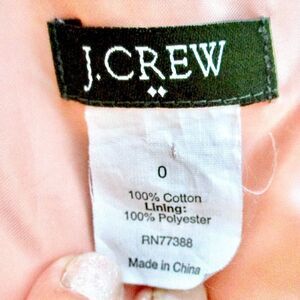 J.CREW
0
100% Cotton
Lining:
100% Polyester
RN77388
Made in China